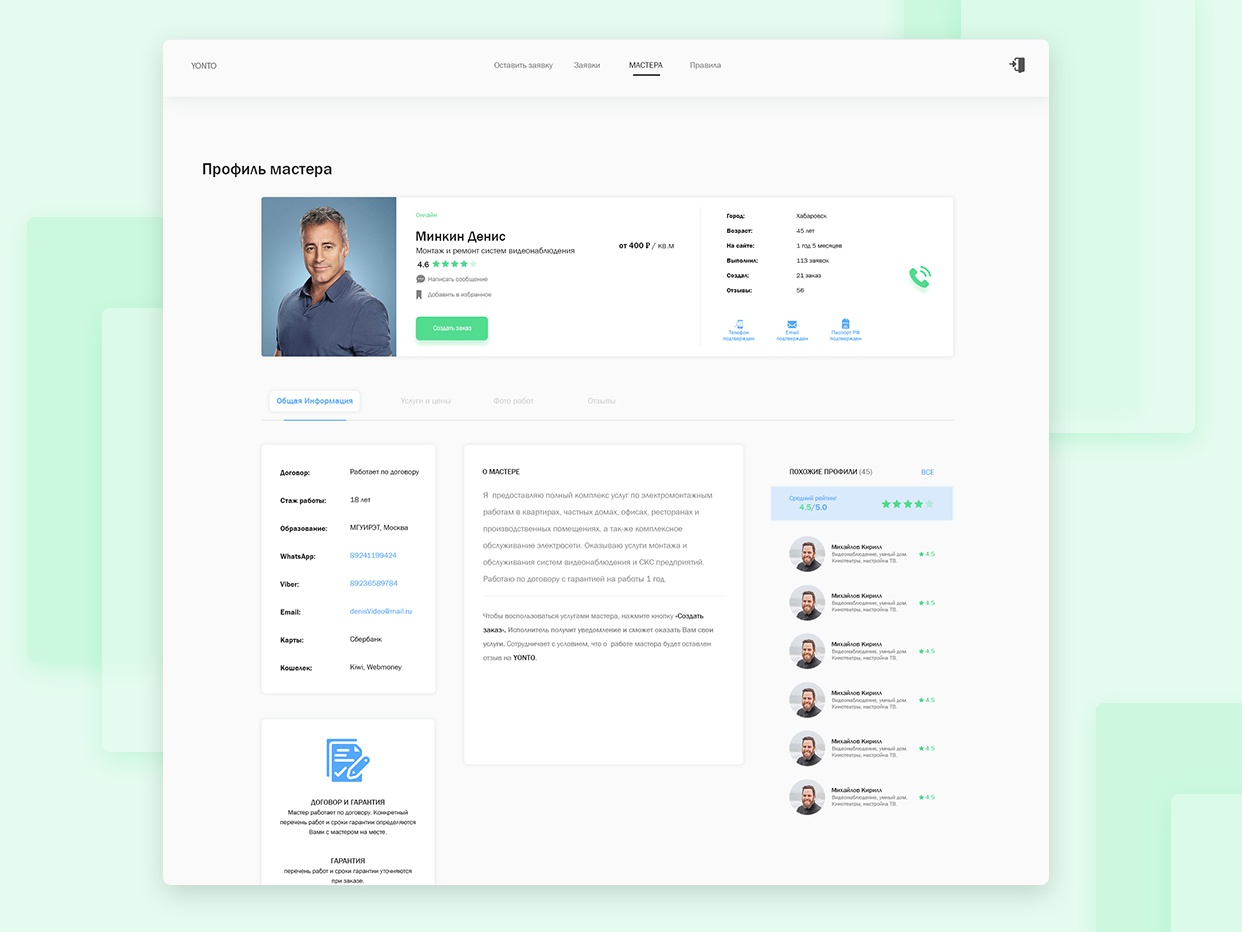 YONTO
Оставить заявку
Заявки
МАСТЕРА
Правила
Профиль мастера
Онлайн
Минкин Денис
Монтаж и ремонт систем видеонаблюдения
4.6
Написать сообщение
Добавить в избранное
Создать заказ
от 400 ₽ / кв.м
Город: Хабаровск
Возраст: 45 лет
На сайте: 1 год 5 месяцев
Выполнил: 113 заявок
Создал: 21 заказ
Отзывы: 56
Телефон
подтвержден
Email
подтвержден
Паспорт РФ
подтвержден
Общая Информация
Услуги и цены
Фото работ
Отзывы
Договор: Работает по договору
Стаж работы: 18 лет
Образование: МГУИРЭТ, Москва
WhatsApp: 89241199424
Viber: 89236589784
Email: denisVideo@mail.ru
Карты: Сбербанк
Кошелек: Kiwi, Webmoney
ДОГОВОР И ГАРАНТИЯ
Мастер работает по договору. Конкретный
перечень работ и сроки гарантии определяются
Вами с мастером на месте.
ГАРАНТИЯ
перечень работ и сроки гарантии уточняются
при заказе.
О МАСТЕРЕ
Я предоставляю полный комплекс услуг по электромонтажным
работам в квартирах, частных домах, офисах, ресторанах и
производственных помещениях, а так-же комплексное
обслуживание электросети. Оказываю услуги монтажа и
обслуживания систем видеонаблюдения и СКС предприятий.
Работаю по договору с гарантией на работы 1 год.
Чтобы воспользоваться услугами мастера, нажмите кнопку «Создать
заказ», Исполнитель получит уведомление и сможет оказать Вам свои
услуги. Сотрудничает с условием, что о работе мастера будет оставлен
отзыв на YONTO.
ПОХОЖИЕ ПРОФИЛИ (45)
ВСЕ
Средний рейтинг
4.5/5.0
Михайлов Кирилл
Видеонаблюдение, умный дом.
Кинотеатры, настройка ТВ.
4.5
Михайлов Кирилл
Видеонаблюдение, умный дом.
Кинотеатры, настройка ТВ.
4.5
Михайлов Кирилл
Видеонаблюдение, умный дом.
Кинотеатры, настройка ТВ.
4.5
Михайлов Кирилл
Видеонаблюдение, умный дом.
Кинотеатры, настройка ТВ.
4.5
Михайлов Кирилл
Видеонаблюдение, умный дом.
Кинотеатры, настройка ТВ.
4.5
Михайлов Кирилл
Видеонаблюдение, умный дом.
Кинотеатры, настройка ТВ.
4.5